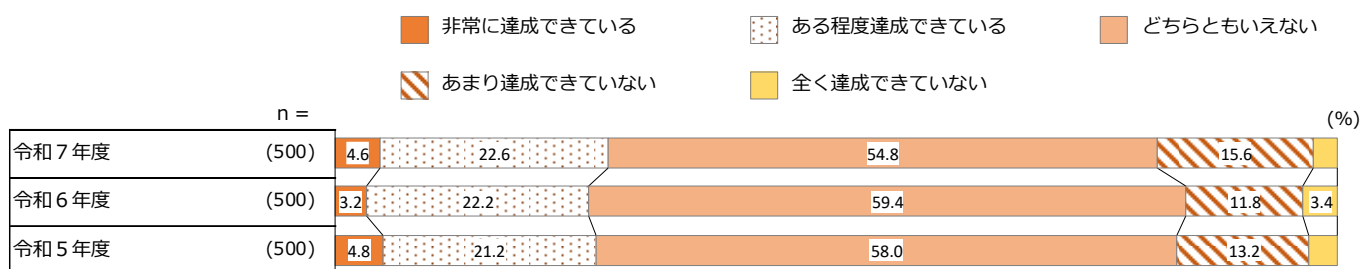 非常に達成できている ある程度達成できている どちらともいえない
あまり達成できていない 全く達成できていない
n = (%)
令和７年度 (500) 4.6 22.6 54.8 15.6
令和６年度 (500) 3.2 22.2 59.4 11.8 3.4
令和５年度 (500) 4.8 21.2 58.0 13.2